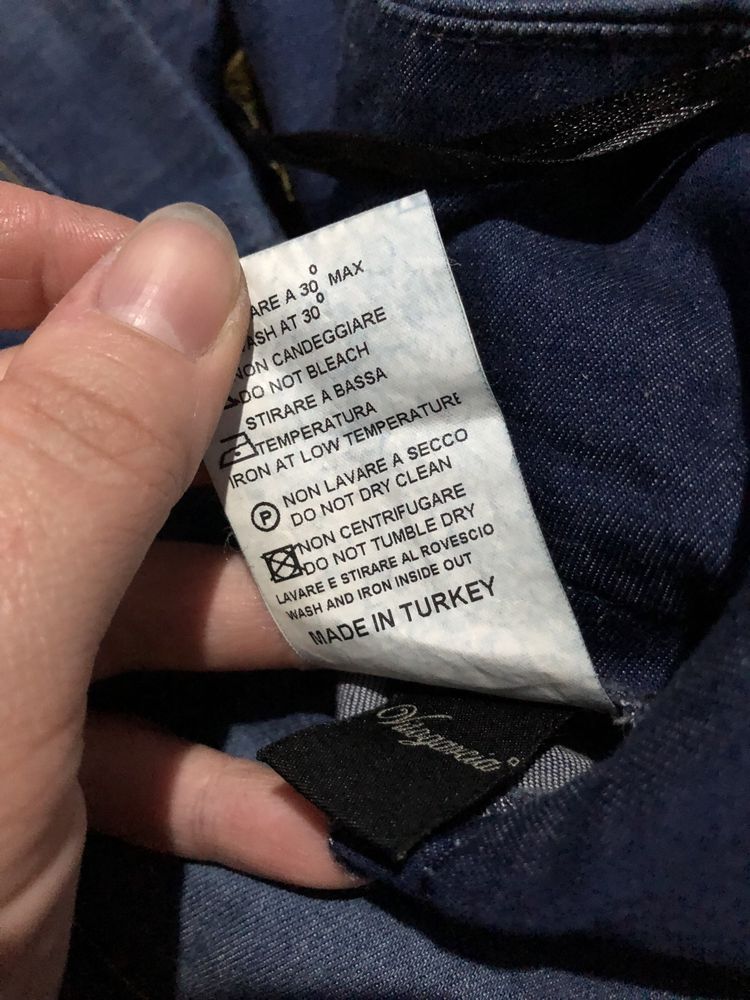 ARE A 30° MAX
ASH AT 30°
NON CANDEGGIARE
DO NOT BLEACH
STIRARE A BASSA
TEMPERATURA
IRON AT LOW TEMPERATURE
P NON LAVARE A SECCO
DO NOT DRY CLEAN
NON CENTRIFUGARE
DO NOT TUMBLE DRY
LAVARE E STIRARE AL ROVESCIO
WASH AND IRON INSIDE OUT
MADE IN TURKEY